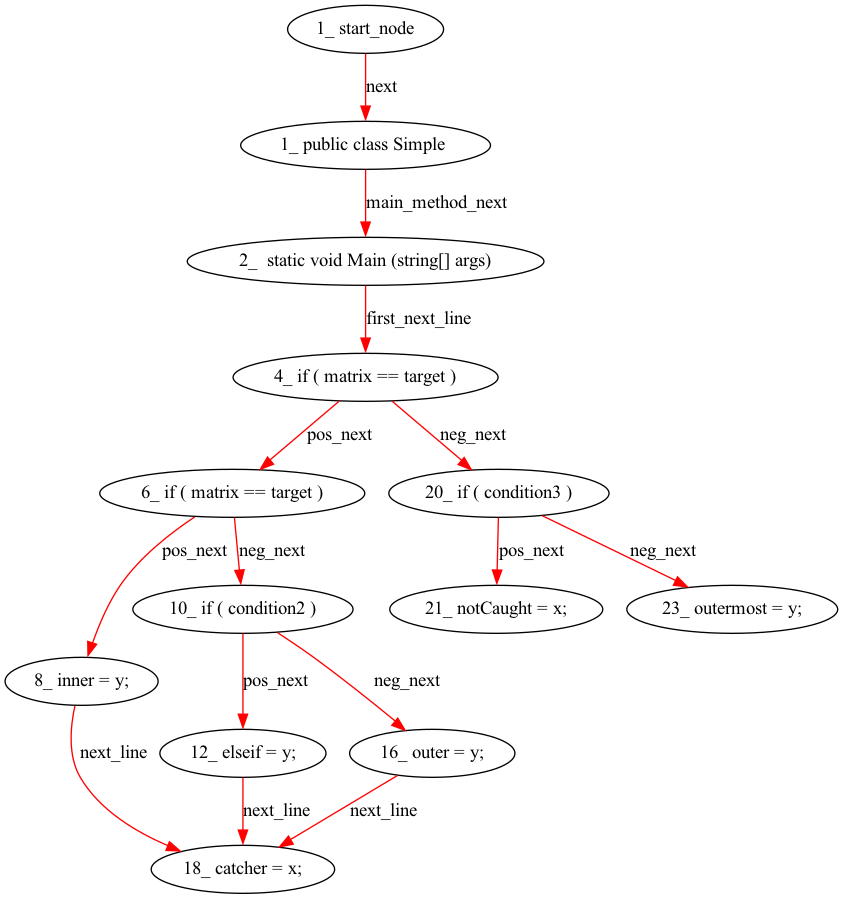 1_ start_node
next
1_ public class Simple
main_method_next
2_  static void Main (string[] args)
first_next_line
4_ if ( matrix == target )
pos_next
neg_next
6_ if ( matrix == target )
20_ if ( condition3 )
pos_next
neg_next
pos_next
neg_next
10_ if ( condition2 )
21_ notCaught = x;
23_ outermost = y;
8_ inner = y;
pos_next
neg_next
next_line
12_ elseif = y;
16_ outer = y;
next_line
next_line
18_ catcher = x;